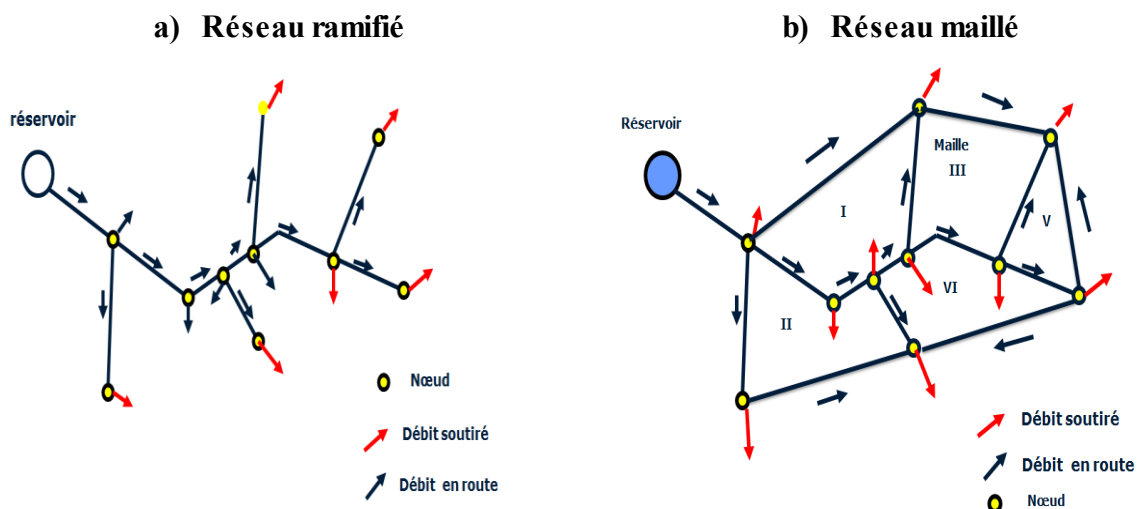 a) Réseau ramifié
réservoir
Nœud
Débit soutiré
Débit en route
b) Réseau maillé
Réservoir
Maille
III
I
V
II
VI
Débit soutiré
Débit en route
Nœud